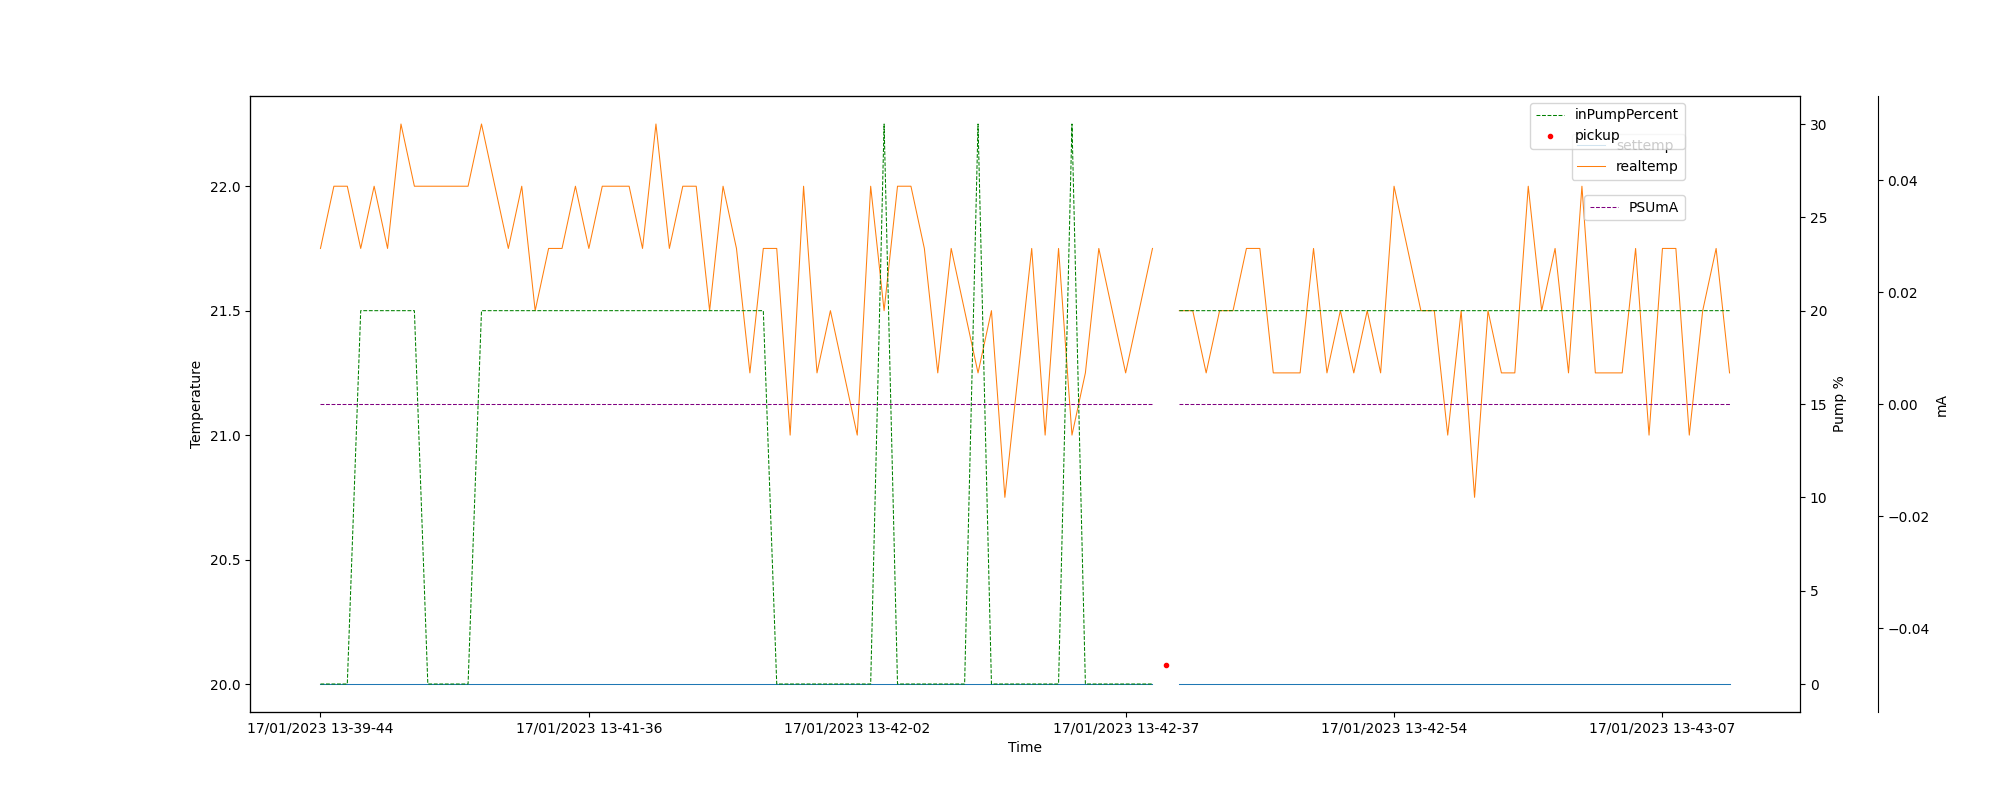 inPumpPercent
pickup
settemp
realtemp
PSUmA
22.0
21.5
21.0
20.5
20.0
Temperature
30
25
20
15
10
5
0
Pump %
0.04
0.02
0.00
−0.02
−0.04
mA
17/01/2023 13-39-44
17/01/2023 13-41-36
17/01/2023 13-42-02
17/01/2023 13-42-37
17/01/2023 13-42-54
17/01/2023 13-43-07
Time